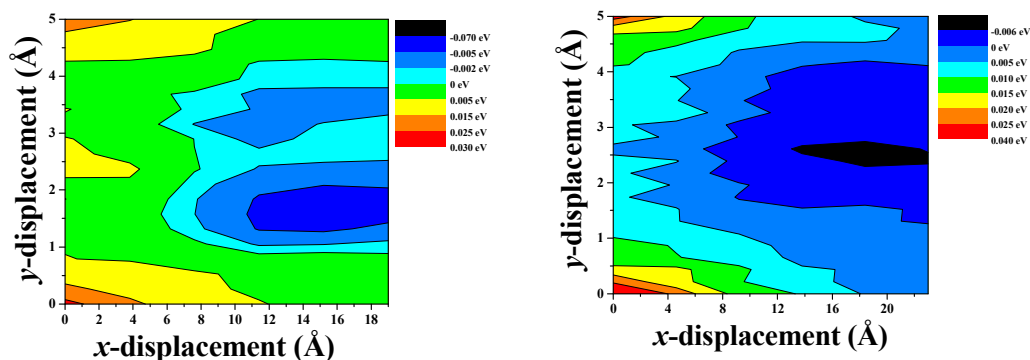 5
4
3
2
1
0
y-displacement (Å)
0 2 4 6 8 10 12 14 16 18
x-displacement (Å)
-0.070 eV
-0.005 eV
-0.002 eV
0 eV
0.005 eV
0.015 eV
0.025 eV
0.030 eV
5
4
3
2
1
0
y-displacement (Å)
0 4 8 12 16 20
x-displacement (Å)
-0.006 eV
0 eV
0.005 eV
0.010 eV
0.015 eV
0.020 eV
0.025 eV
0.040 eV